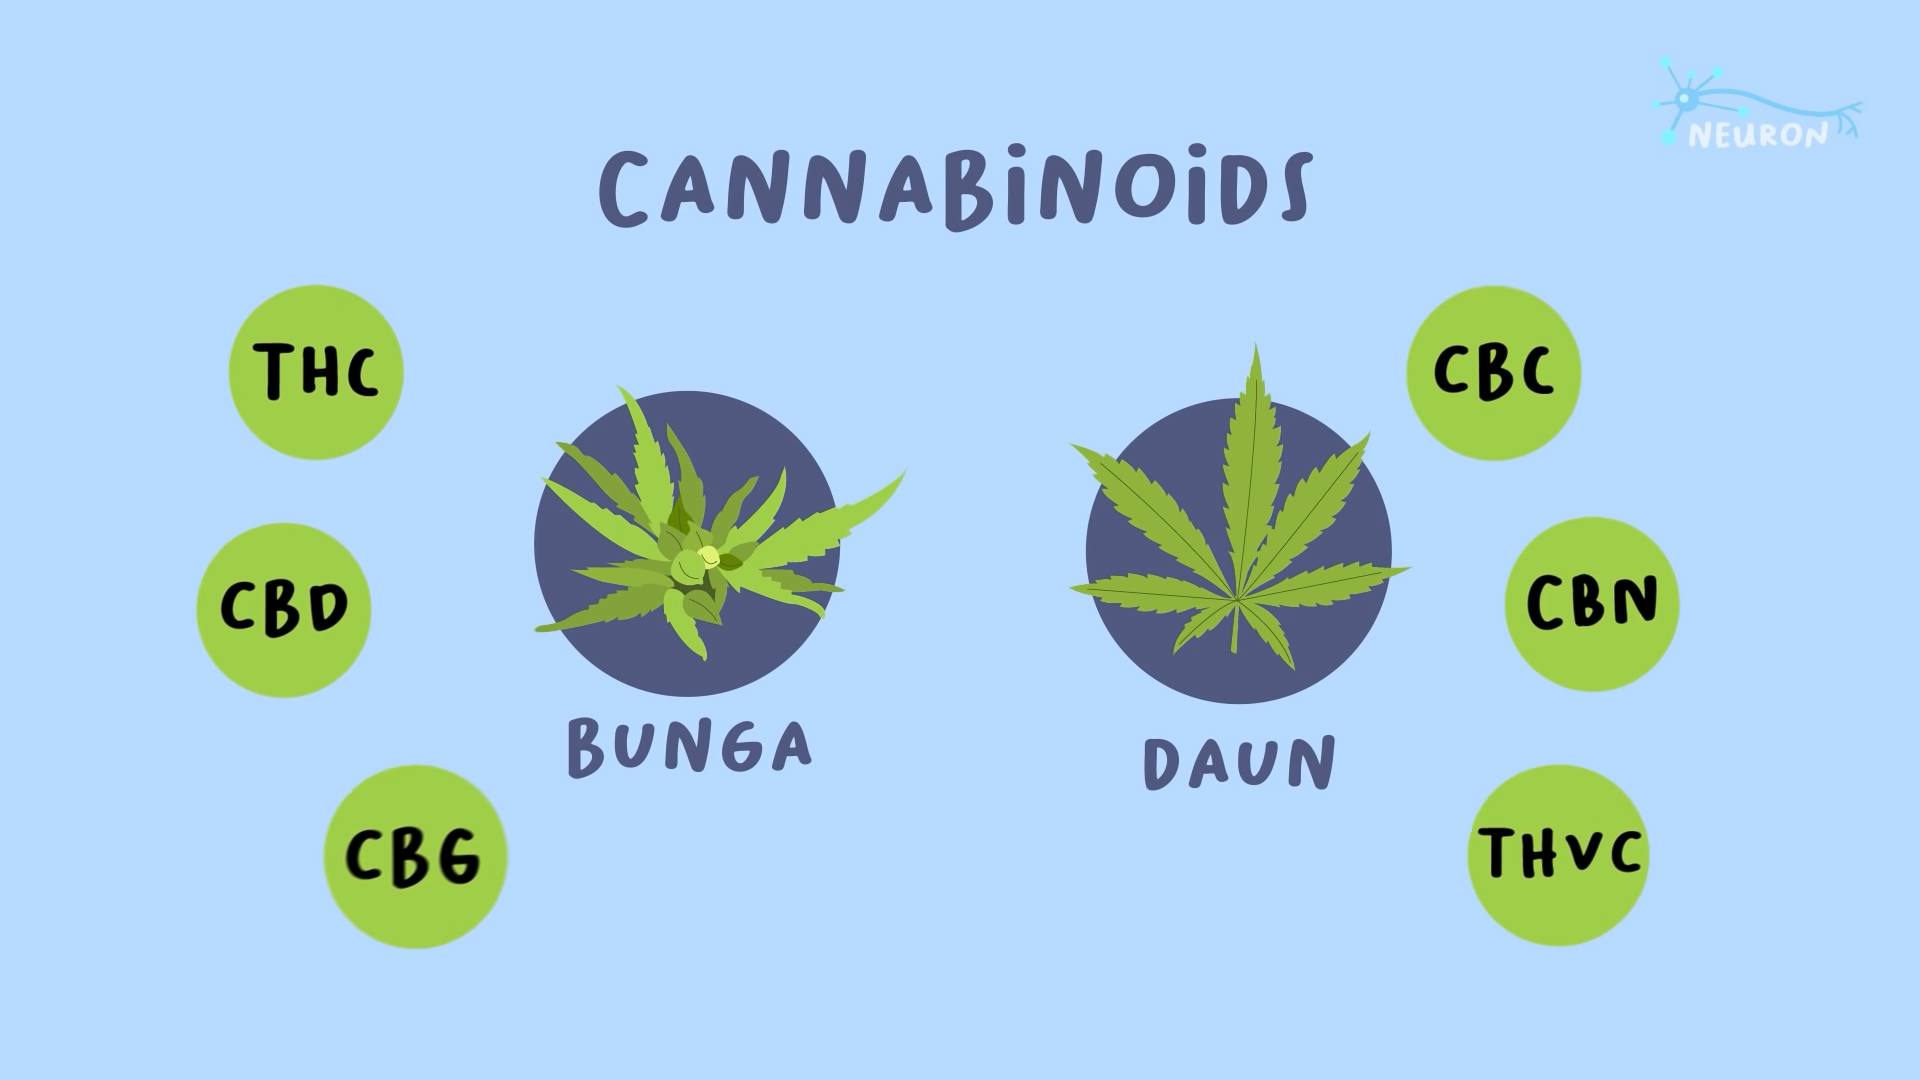 NEURON
CANNABINOIDS
THC
CBC
CBD
CBN
BUNGA
DAUN
CBG
THVC